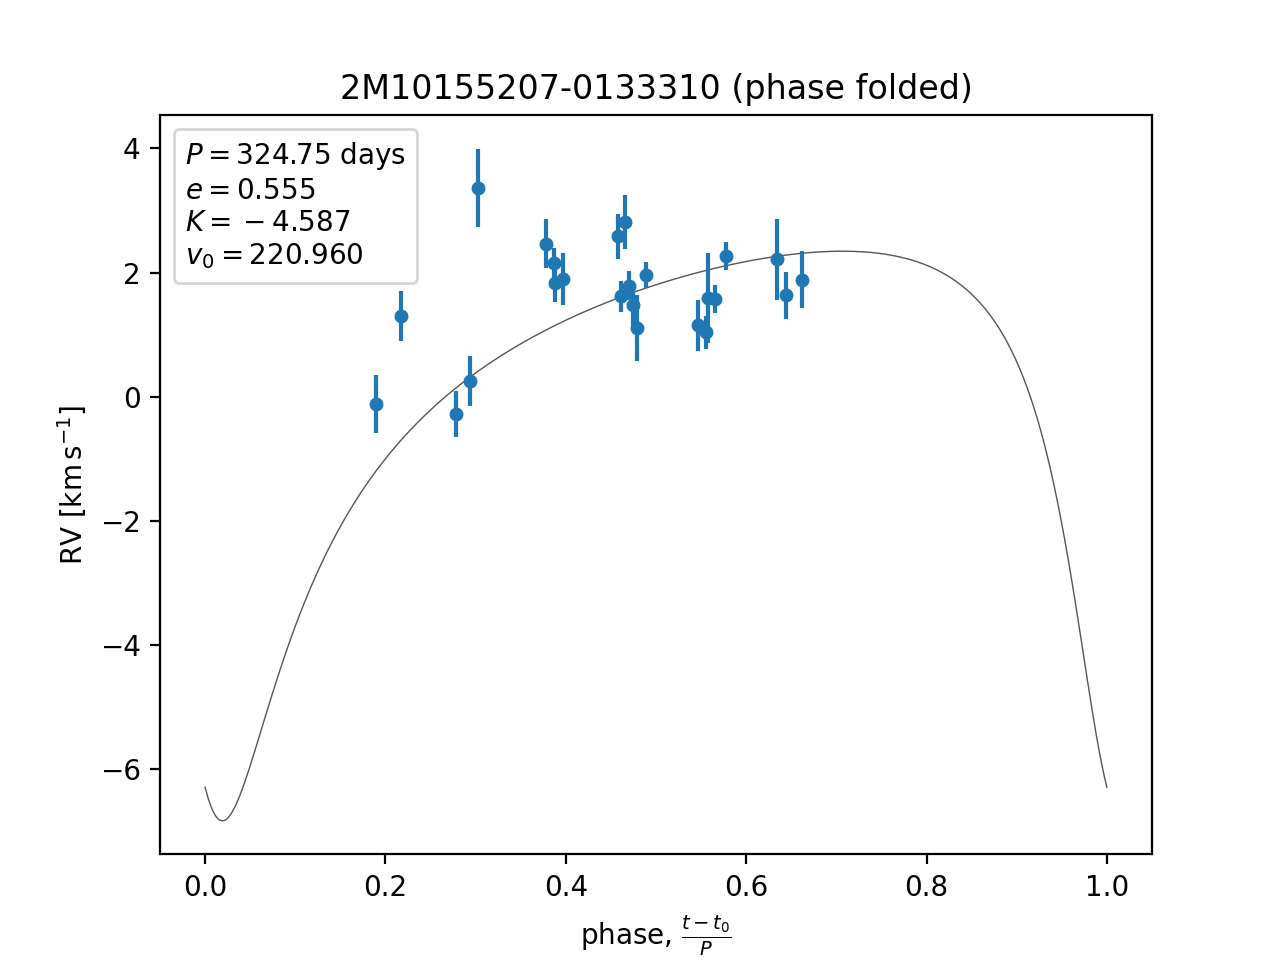 2M10155207-0133310 (phase folded)
P = 324.75 days
e = 0.555
K = −4.587
v₀ = 220.960
4
2
0
−2
−4
−6
RV [km s⁻¹]
0.0 0.2 0.4 0.6 0.8 1.0
phase, (t − t₀)/P